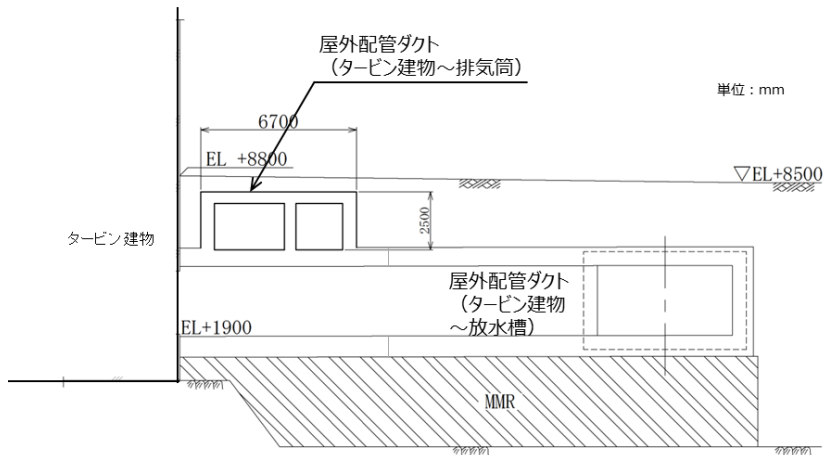 屋外配管ダクト
（タービン建物～排気筒）
単位：mm
6700
EL +8800
▽EL+8500
2500
タービン建物
屋外配管ダクト
（タービン建物
～放水槽）
EL+1900
MMR